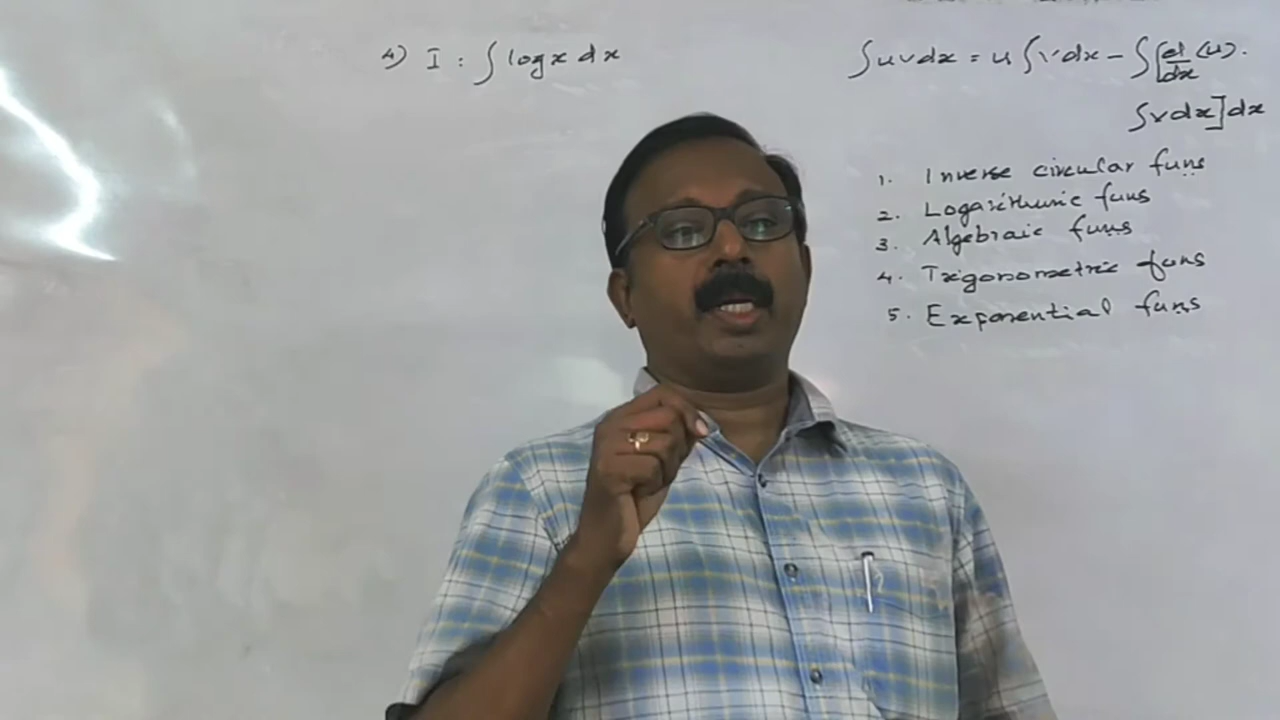 4) I : ∫ log x dx
∫ u v dx = u ∫ v dx − ∫ [d/dx (u).
∫ v dx] dx
1. Inverse circular funs
2. Logarithmic funs
3. Algebraic funs
4. Trigonometric funs
5. Exponential funs